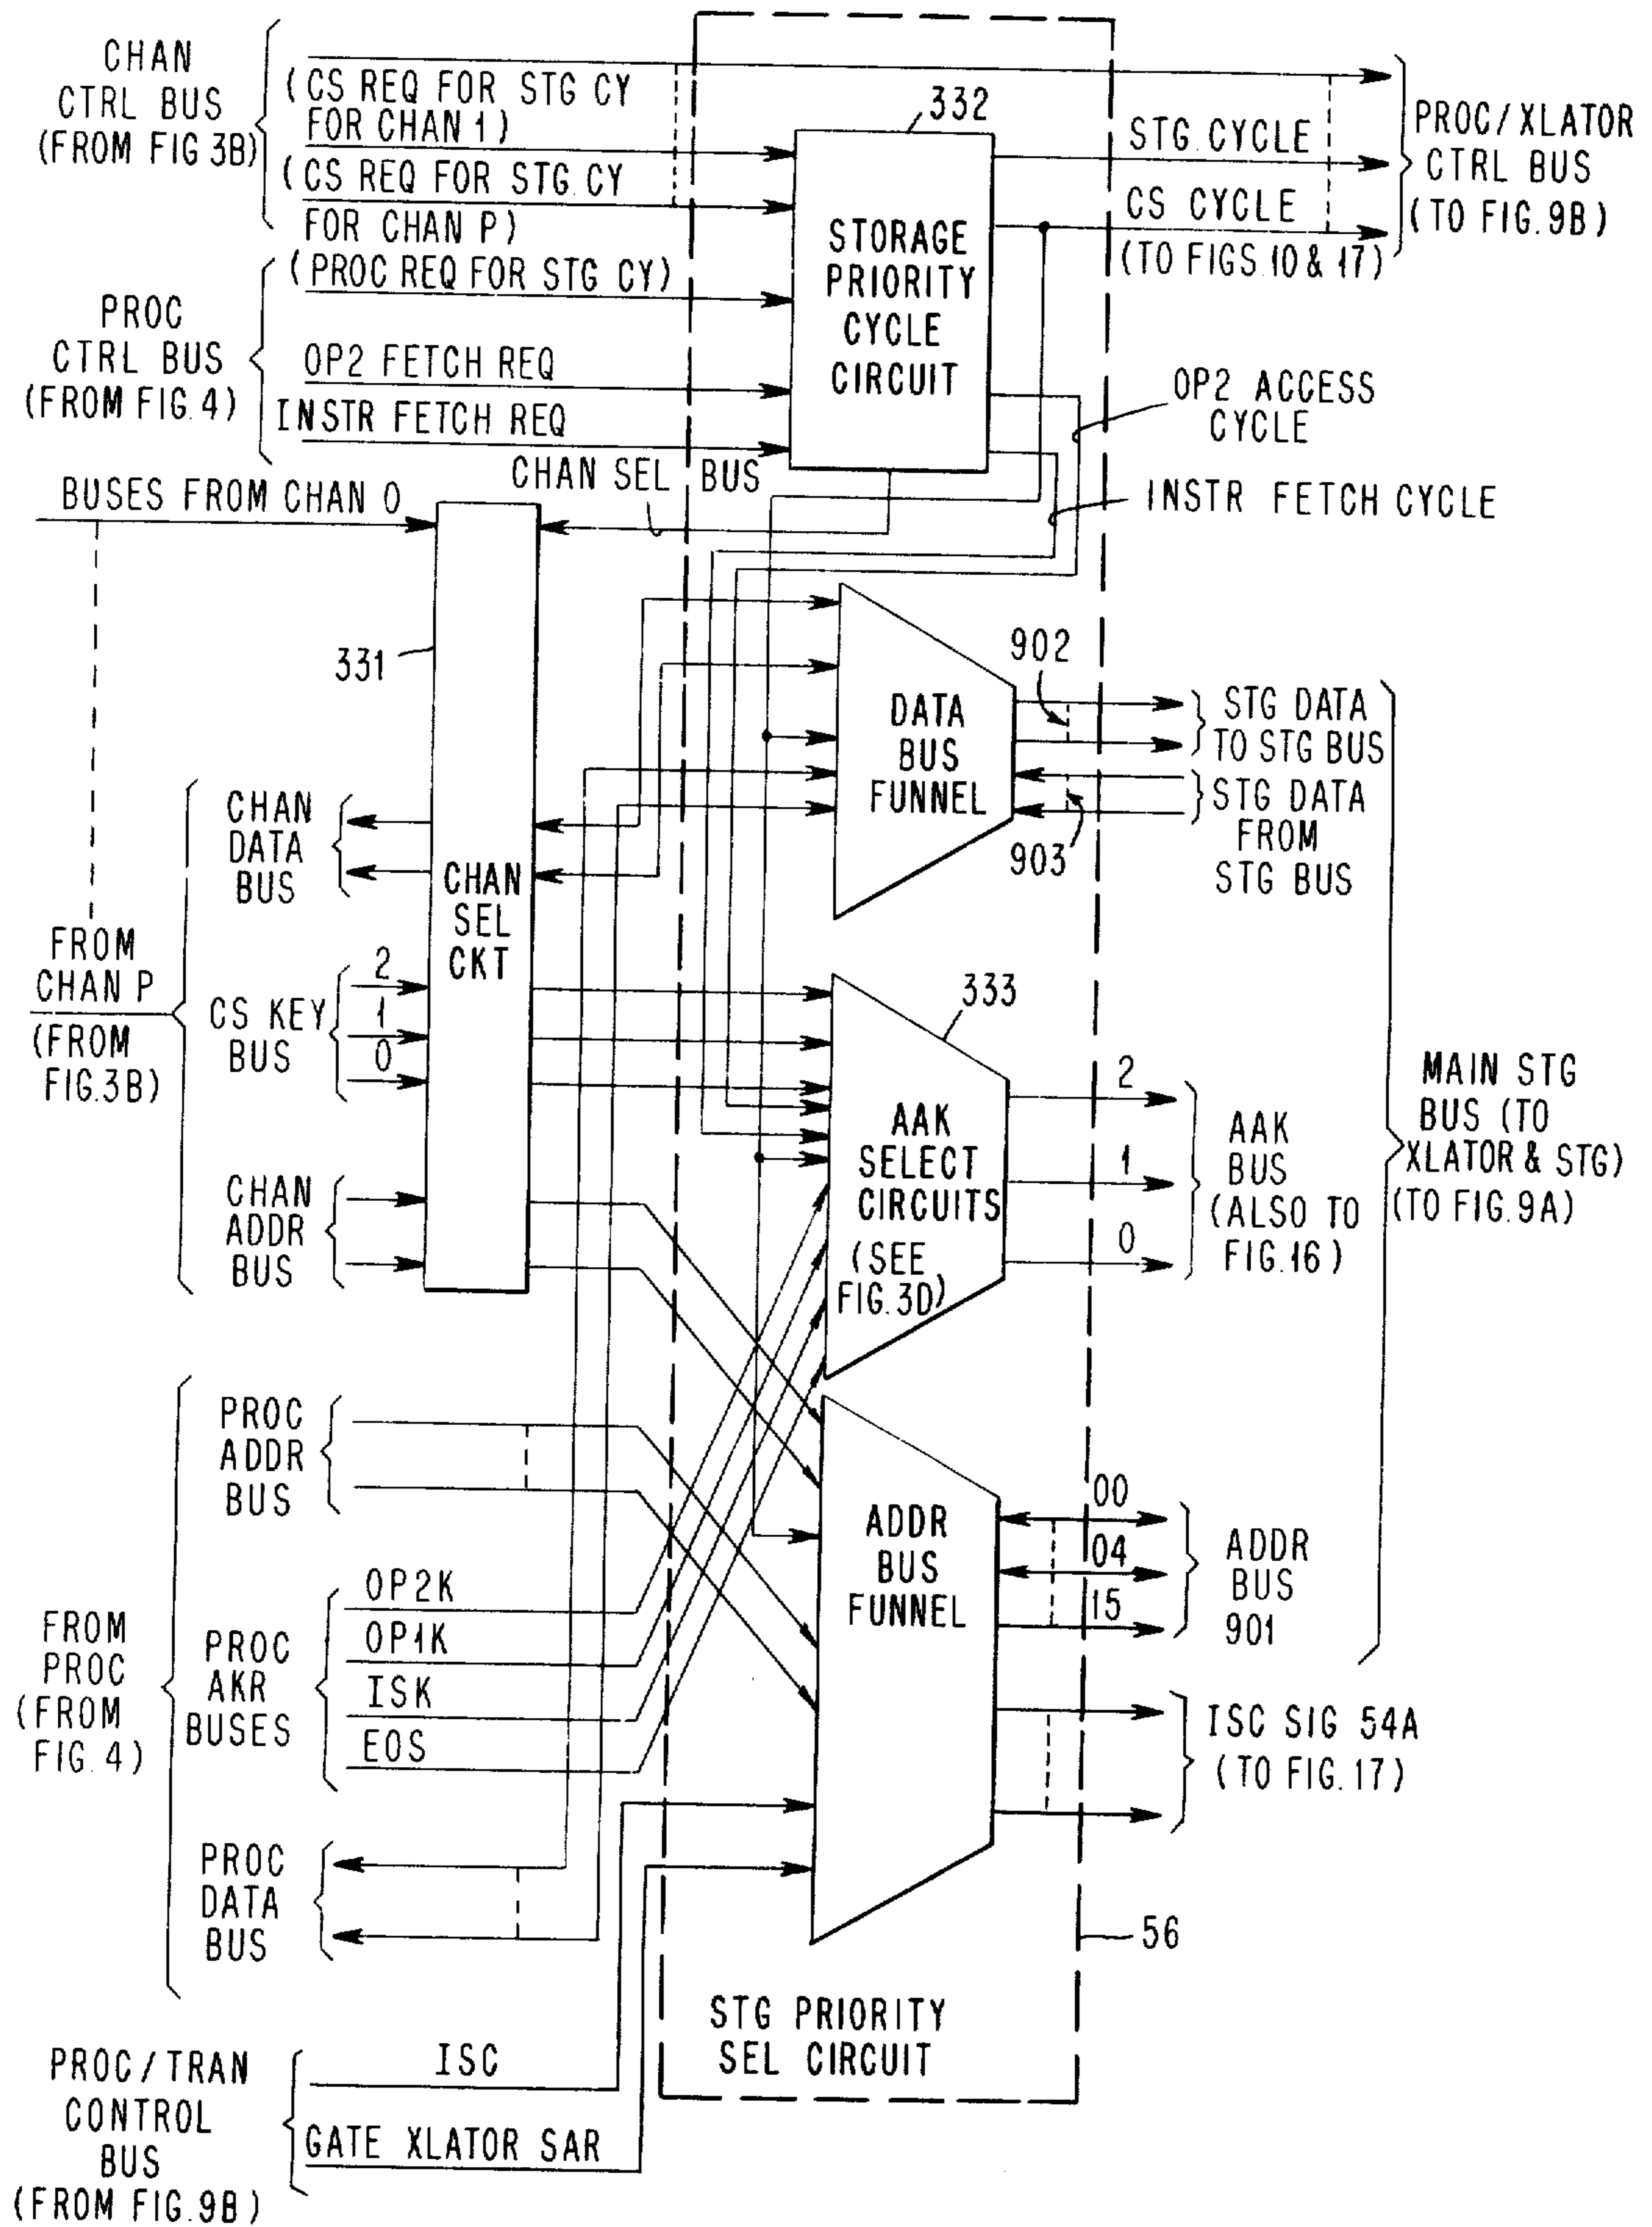 CHAN
CTRL BUS
(FROM FIG 3B)
(CS REQ FOR STG CY
FOR CHAN 1)
(CS REQ FOR STG CY
FOR CHAN P)
(PROC REQ FOR STG CY)
PROC
CTRL BUS
(FROM FIG. 4)
OP2 FETCH REQ
INSTR FETCH REQ
332
STORAGE
PRIORITY
CYCLE
CIRCUIT
STG CYCLE
CS CYCLE
(TO FIGS. 10 & 17)
PROC/XLATOR
CTRL BUS
(TO FIG. 9B)
OP2 ACCESS
CYCLE
INSTR FETCH CYCLE
CHAN SEL BUS
BUSES FROM CHAN 0
331
CHAN
SEL
CKT
CHAN
DATA
BUS
FROM
CHAN P
(FROM
FIG. 3B)
CS KEY
BUS
2
1
0
CHAN
ADDR
BUS
DATA
BUS
FUNNEL
902
903
STG DATA
TO STG BUS
STG DATA
FROM
STG BUS
333
AAK
SELECT
CIRCUITS
(SEE
FIG. 3D)
2
1
0
AAK
BUS
(ALSO TO
FIG. 16)
MAIN STG
BUS (TO
XLATOR & STG)
(TO FIG. 9A)
PROC
ADDR
BUS
FROM
PROC
(FROM
FIG. 4)
PROC
AKR
BUSES
OP2K
OP1K
ISK
EOS
PROC
DATA
BUS
ADDR
BUS
FUNNEL
00
04
15
ADDR
BUS
901
ISC SIG 54A
(TO FIG. 17)
56
STG PRIORITY
SEL CIRCUIT
PROC/TRAN
CONTROL
BUS
(FROM FIG. 9B)
ISC
GATE XLATOR SAR